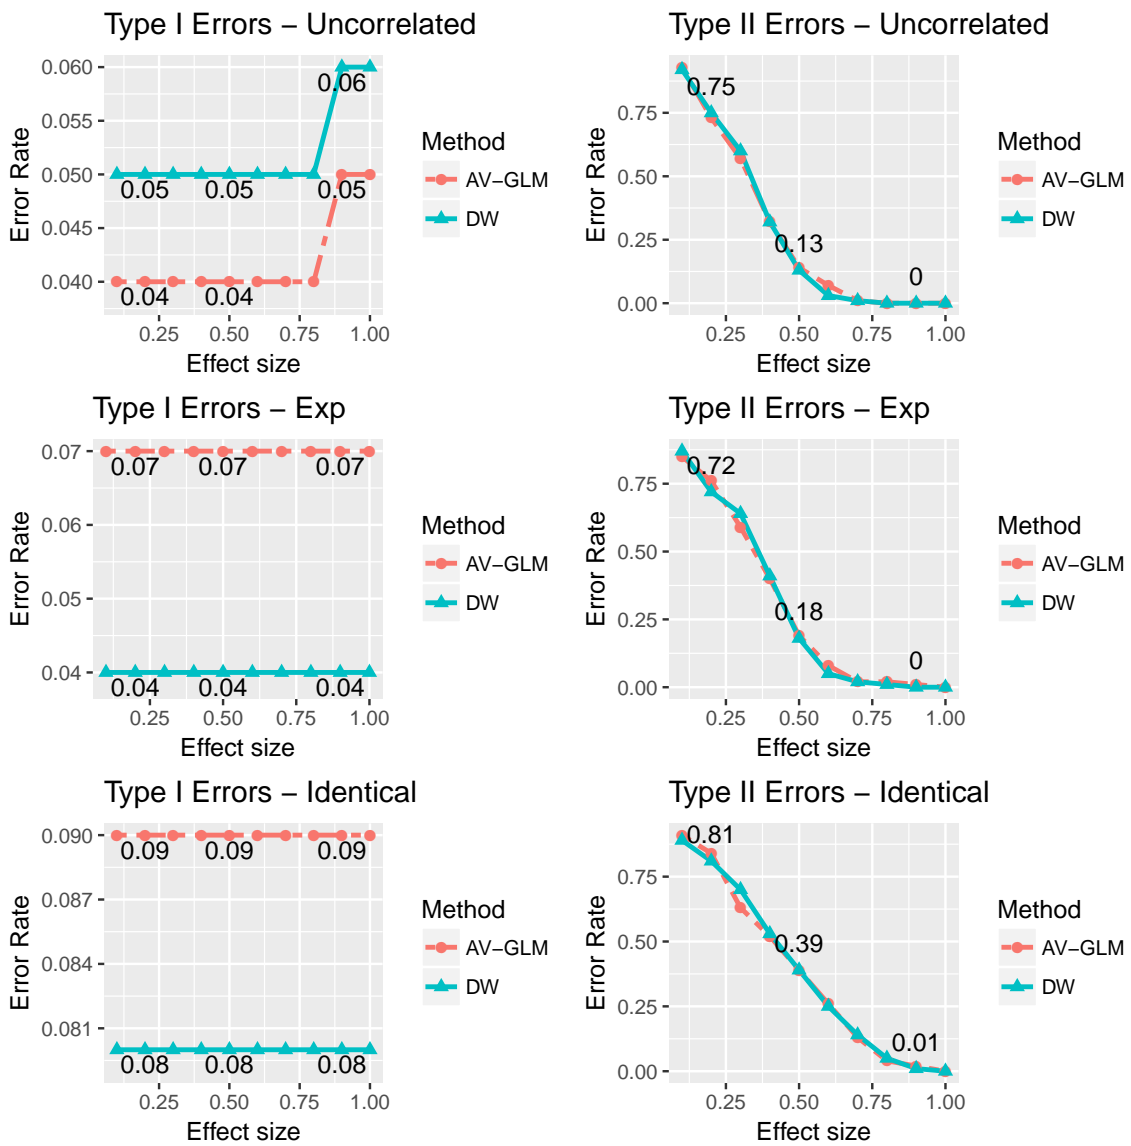 Type I Errors – Uncorrelated
Error Rate
0.060
0.055
0.050
0.045
0.040
0.06
0.05
0.05
0.05
0.04
0.04
0.25
0.50
0.75
1.00
Effect size
Method
AV–GLM
DW
Type II Errors – Uncorrelated
Error Rate
0.75
0.50
0.25
0.00
0.75
0.13
0
0.25
0.50
0.75
1.00
Effect size
Method
AV–GLM
DW
Type I Errors – Exp
Error Rate
0.07
0.06
0.05
0.04
0.07
0.07
0.07
0.04
0.04
0.04
0.25
0.50
0.75
1.00
Effect size
Method
AV–GLM
DW
Type II Errors – Exp
Error Rate
0.75
0.50
0.25
0.00
0.72
0.18
0
0.25
0.50
0.75
1.00
Effect size
Method
AV–GLM
DW
Type I Errors – Identical
Error Rate
0.090
0.087
0.084
0.081
0.09
0.09
0.09
0.08
0.08
0.08
0.25
0.50
0.75
1.00
Effect size
Method
AV–GLM
DW
Type II Errors – Identical
Error Rate
0.75
0.50
0.25
0.00
0.81
0.39
0.01
0.25
0.50
0.75
1.00
Effect size
Method
AV–GLM
DW